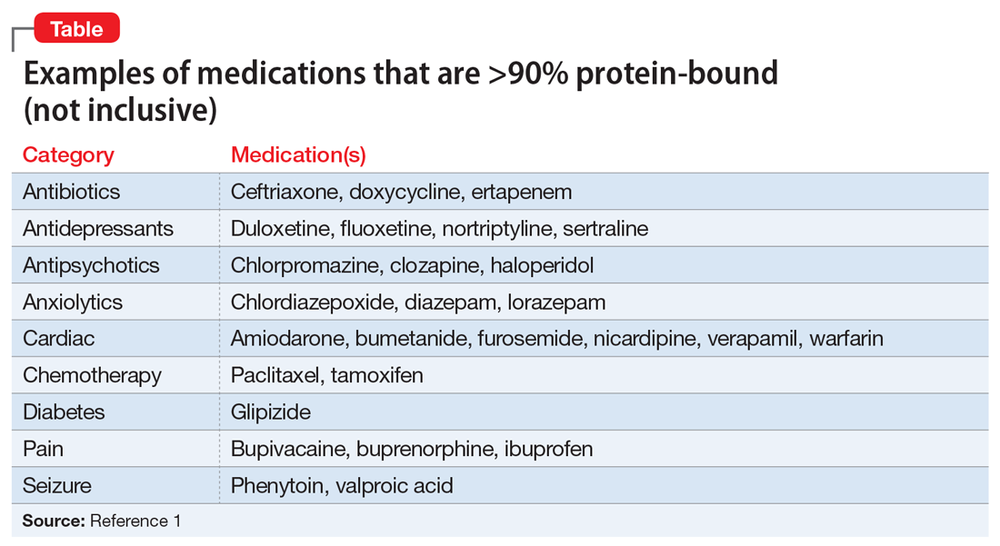 Table
Examples of medications that are >90% protein-bound
(not inclusive)
Category Medication(s)
Antibiotics Ceftriaxone, doxycycline, ertapenem
Antidepressants Duloxetine, fluoxetine, nortriptyline, sertraline
Antipsychotics Chlorpromazine, clozapine, haloperidol
Anxiolytics Chlordiazepoxide, diazepam, lorazepam
Cardiac Amiodarone, bumetanide, furosemide, nicardipine, verapamil, warfarin
Chemotherapy Paclitaxel, tamoxifen
Diabetes Glipizide
Pain Bupivacaine, buprenorphine, ibuprofen
Seizure Phenytoin, valproic acid
Source: Reference 1